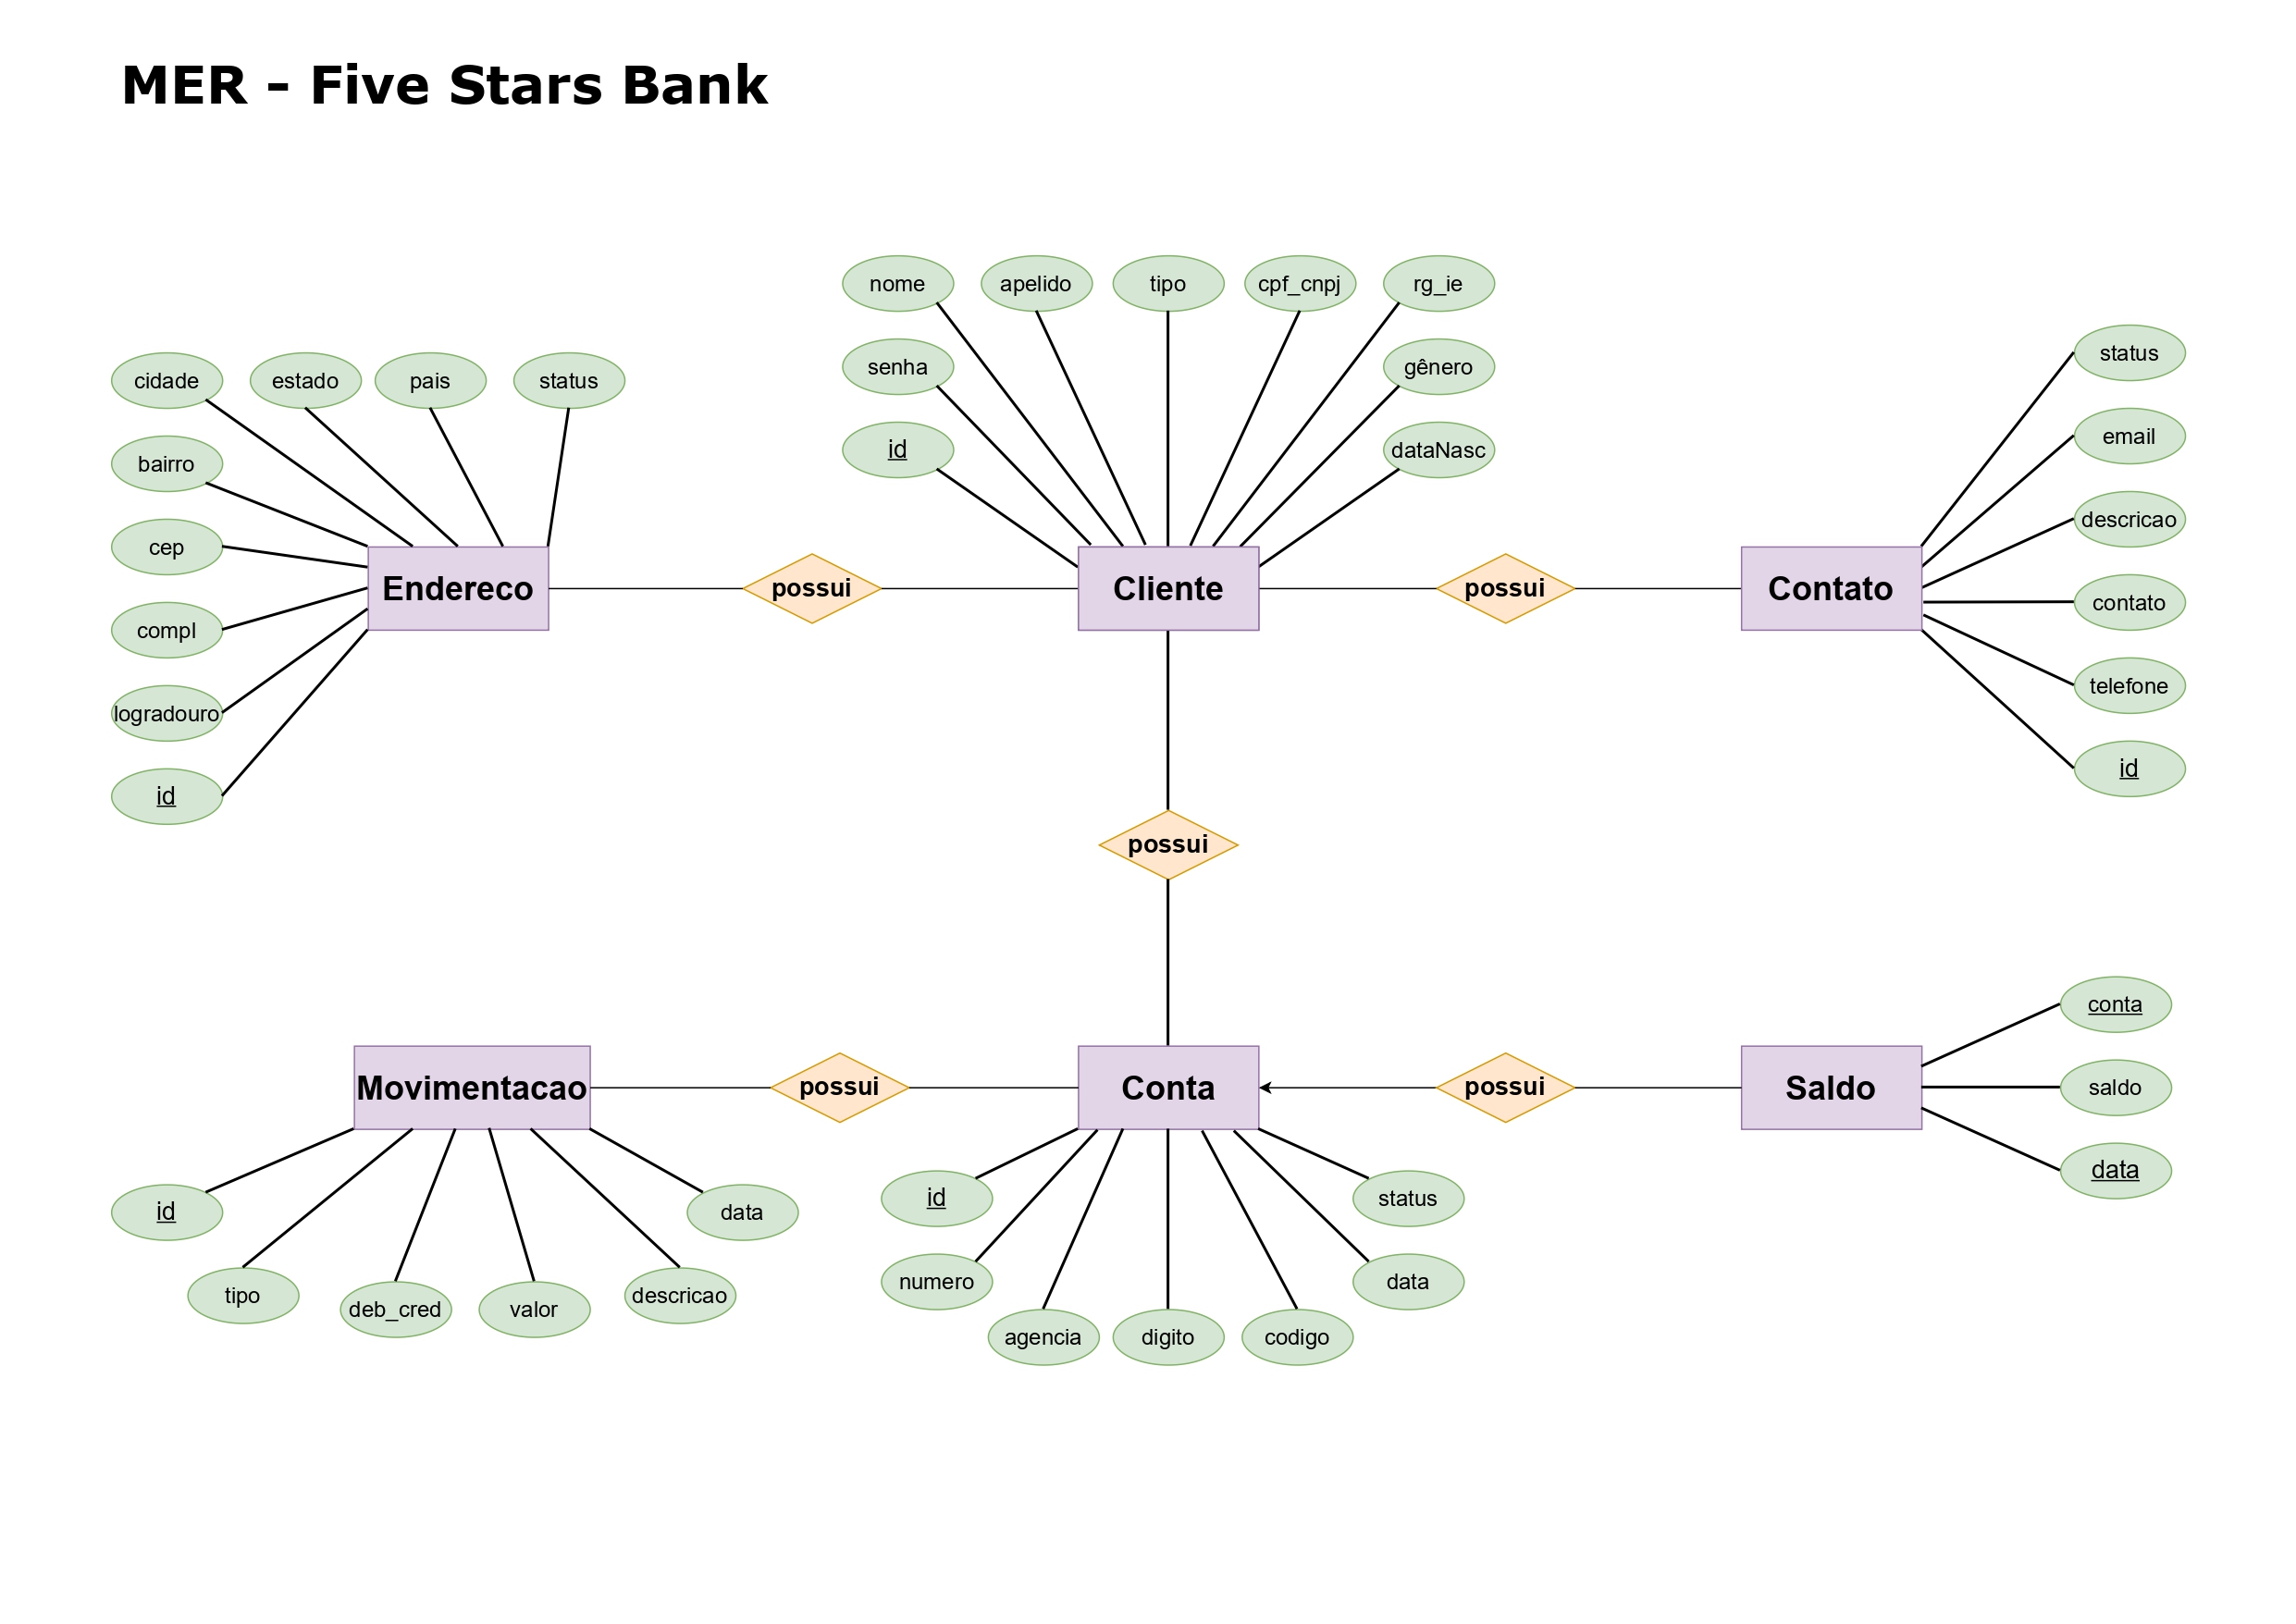 MER - Five Stars Bank
nome
apelido
tipo
cpf_cnpj
rg_ie
senha
gênero
id
dataNasc
cidade
estado
pais
status
bairro
cep
compl
logradouro
id
Endereco
possui
Cliente
possui
Contato
status
email
descricao
contato
telefone
id
possui
Movimentacao
possui
Conta
possui
Saldo
conta
saldo
data
id
tipo
deb_cred
valor
descricao
data
id
numero
agencia
digito
codigo
data
status